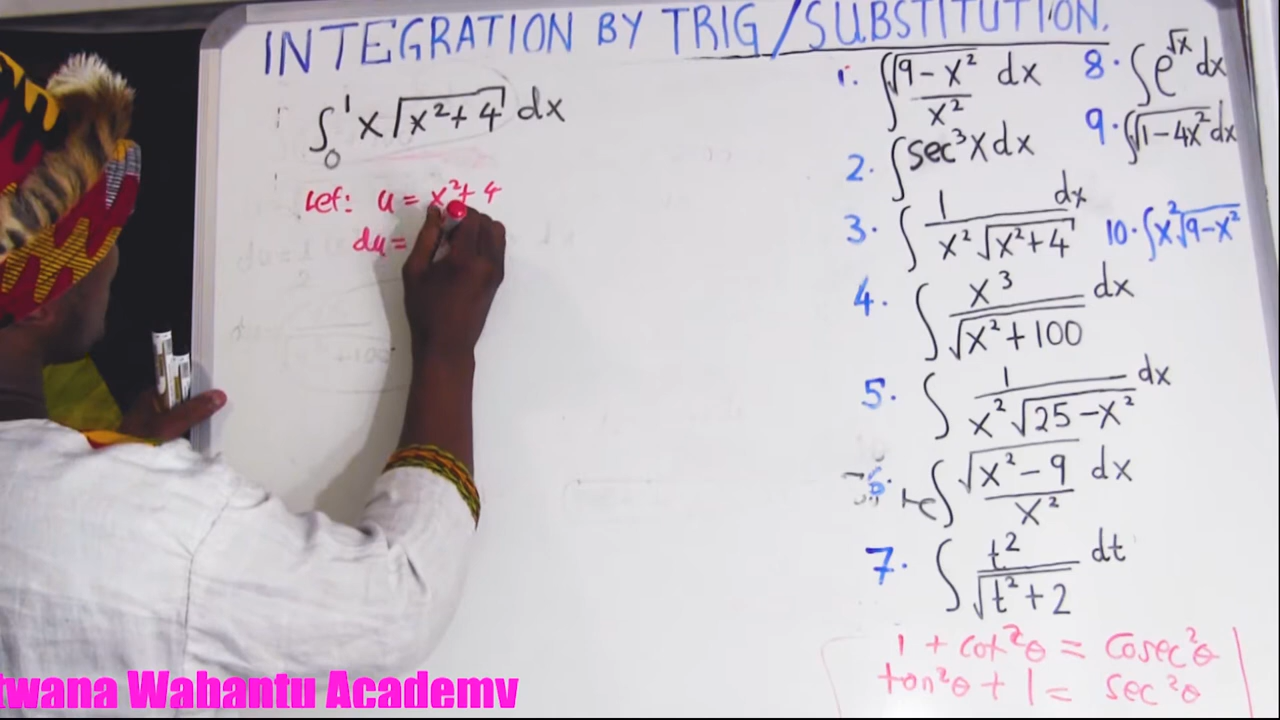 INTEGRATION BY TRIG/SUBSTITUTION.
∫₀¹ x√(x²+4) dx
Let: u = x²+4
du =
1. ∫ √(9-x²)/x² dx
2. ∫ sec³x dx
3. ∫ 1/(x²√(x²+4)) dx
4. ∫ x³/√(x²+100) dx
5. ∫ 1/(x²√(25-x²)) dx
6. ∫ √(x²-9)/x² dx
7. ∫ t²/√(t²+2) dt
8. ∫ e^√x dx
9. ∫ √(1-4x²) dx
10. ∫ x²√(9-x²)
1 + cot²θ = cosec²θ
tan²θ + 1 = sec²θ
twana Wabantu Academy